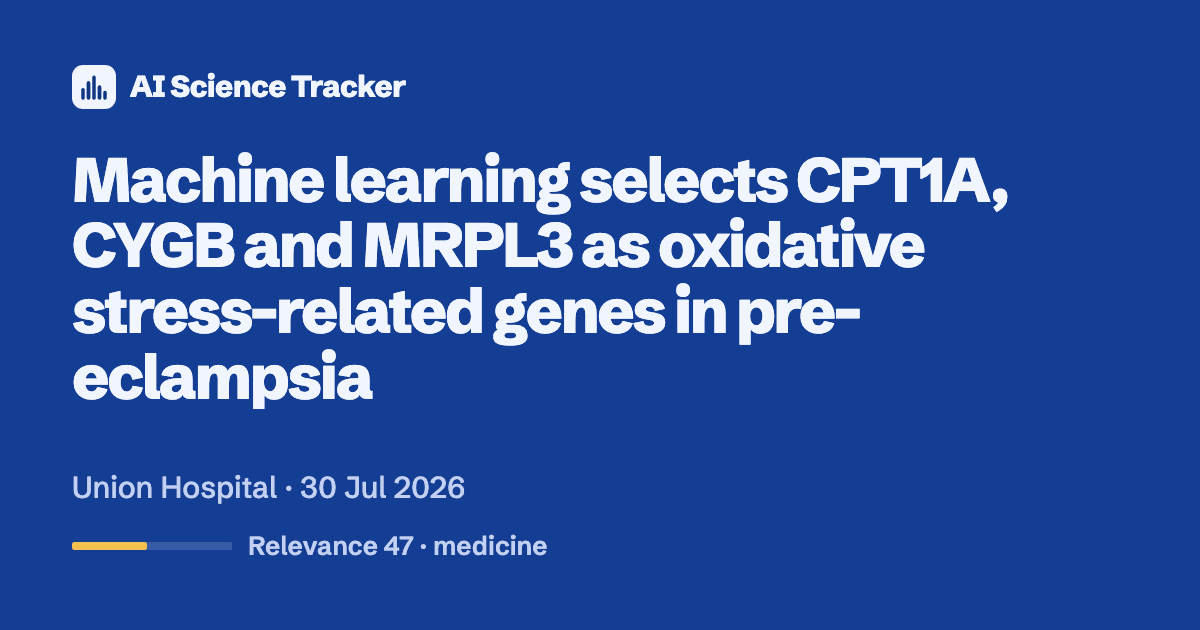 AI Science Tracker
Machine learning selects CPT1A,
CYGB and MRPL3 as oxidative
stress-related genes in pre-
eclampsia
Union Hospital · 30 Jul 2026
Relevance 47 · medicine